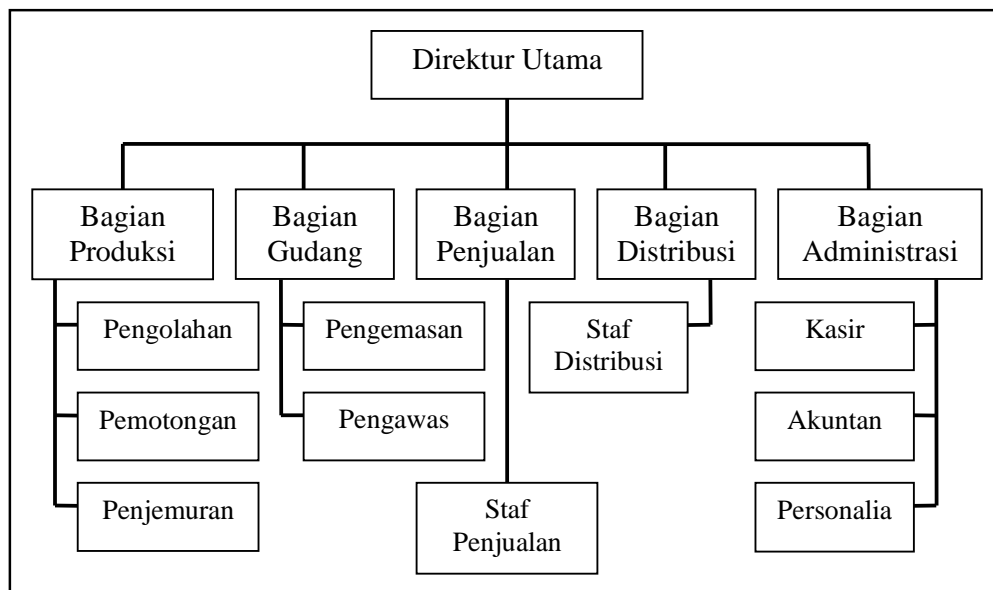 Direktur Utama
Bagian
Produksi
Bagian
Gudang
Bagian
Penjualan
Bagian
Distribusi
Bagian
Administrasi
Pengolahan
Pengemasan
Staf
Distribusi
Kasir
Pemotongan
Pengawas
Akuntan
Penjemuran
Staf
Penjualan
Personalia